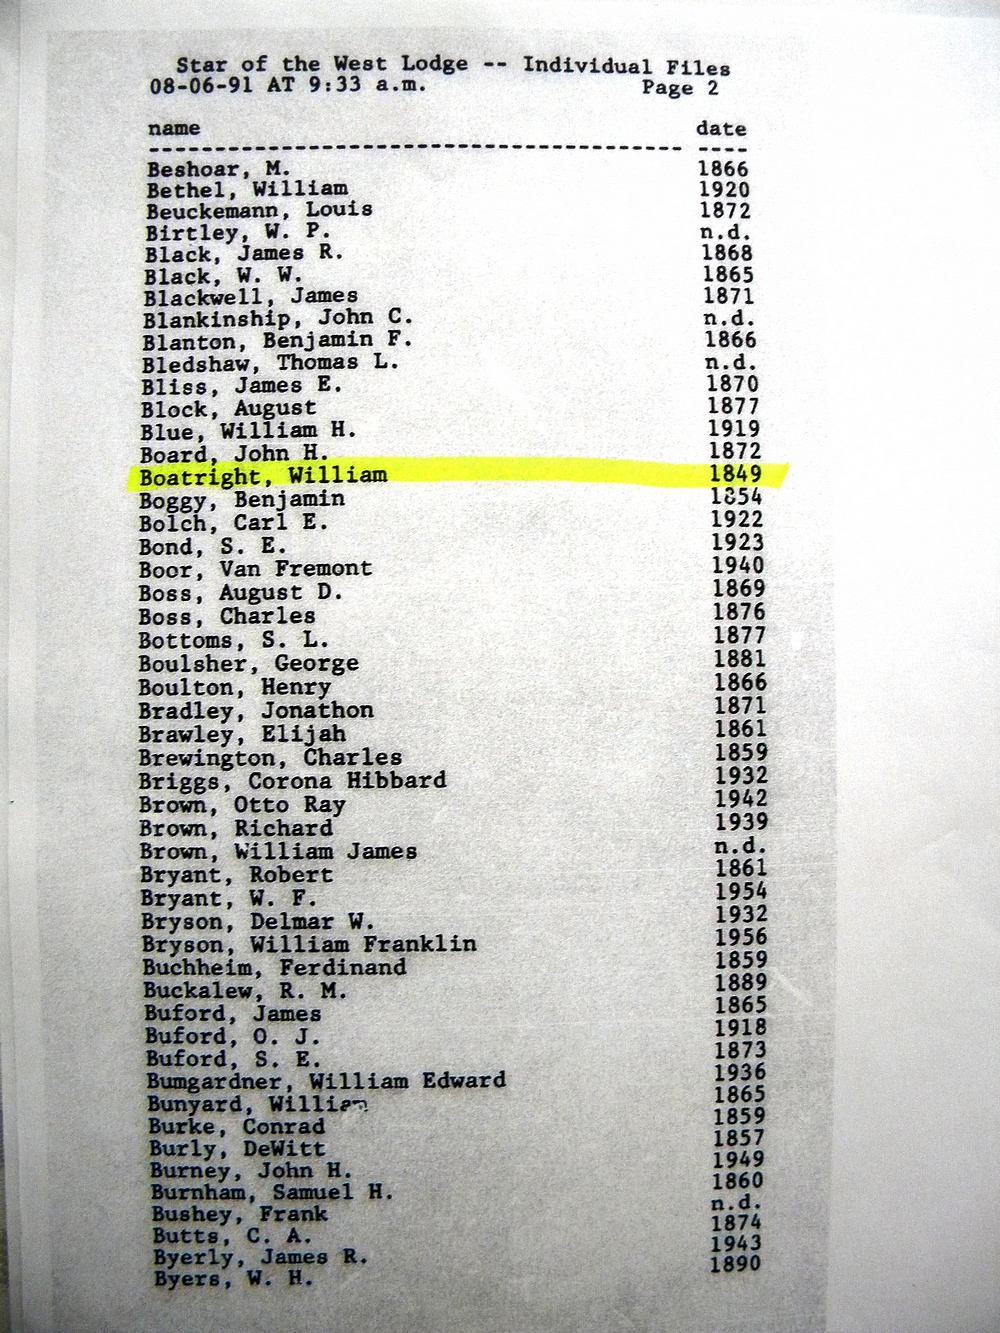 Star of the West Lodge -- Individual Files
08-06-91 AT 9:33 a.m. Page 2
name date
Beshoar, M. 1866
Bethel, William 1920
Beuckemann, Louis 1872
Birtley, W. P. n.d.
Black, James R. 1868
Black, W. W. 1865
Blackwell, James 1871
Blankinship, John C. n.d.
Blanton, Benjamin F. 1866
Bledshaw, Thomas L. n.d.
Bliss, James E. 1870
Block, August 1877
Blue, William H. 1919
Board, John H. 1872
Boatright, William 1849
Boggy, Benjamin 1854
Bolch, Carl E. 1922
Bond, S. E. 1923
Boor, Van Fremont 1940
Boss, August D. 1869
Boss, Charles 1876
Bottoms, S. L. 1877
Boulsher, George 1881
Boulton, Henry 1866
Bradley, Jonathon 1871
Brawley, Elijah 1861
Brewington, Charles 1859
Briggs, Corona Hibbard 1932
Brown, Otto Ray 1942
Brown, Richard 1939
Brown, William James n.d.
Bryant, Robert 1861
Bryant, W. F. 1954
Bryson, Delmar W. 1932
Bryson, William Franklin 1956
Buchheim, Ferdinand 1859
Buckalew, R. M. 1889
Buford, James 1865
Buford, O. J. 1918
Buford, S. E. 1873
Bumgardner, William Edward 1936
Bunyard, William 1865
Burke, Conrad 1859
Burly, DeWitt 1857
Burney, John H. 1949
Burnham, Samuel H. 1860
Bushey, Frank n.d.
Butts, C. A. 1874
Byerly, James R. 1943
Byers, W. H. 1890